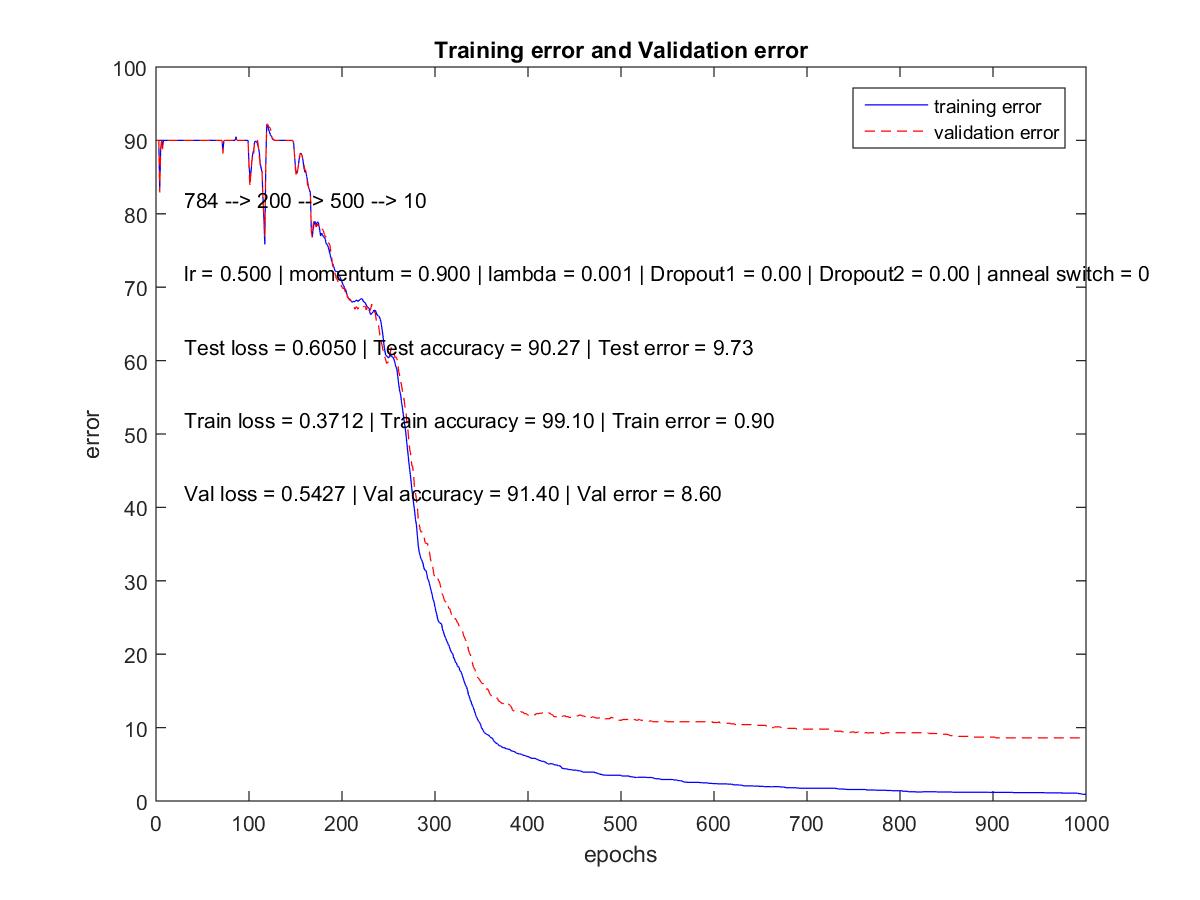 Training error and Validation error
100
90
80
70
60
50
40
30
20
10
0
error
training error
validation error
784 --> 200 --> 500 --> 10
lr = 0.500 | momentum = 0.900 | lambda = 0.001 | Dropout1 = 0.00 | Dropout2 = 0.00 | anneal switch = 0
Test loss = 0.6050 | Test accuracy = 90.27 | Test error = 9.73
Train loss = 0.3712 | Train accuracy = 99.10 | Train error = 0.90
Val loss = 0.5427 | Val accuracy = 91.40 | Val error = 8.60
0 100 200 300 400 500 600 700 800 900 1000
epochs